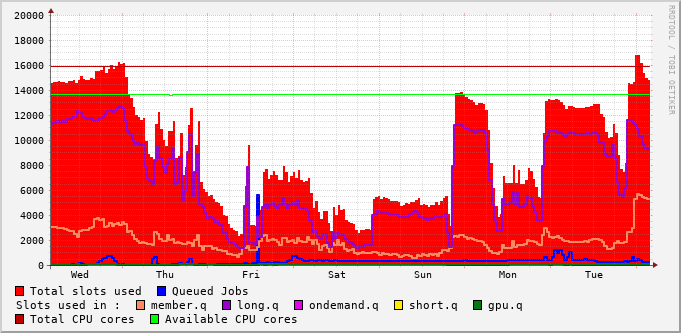 RRDTOOL / TOBI OETIKER
20000
18000
16000
14000
12000
10000
8000
6000
4000
2000
0
Wed Thu Fri Sat Sun Mon Tue
Total slots used Queued Jobs
Slots used in : member.q long.q ondemand.q short.q gpu.q
Total CPU cores Available CPU cores